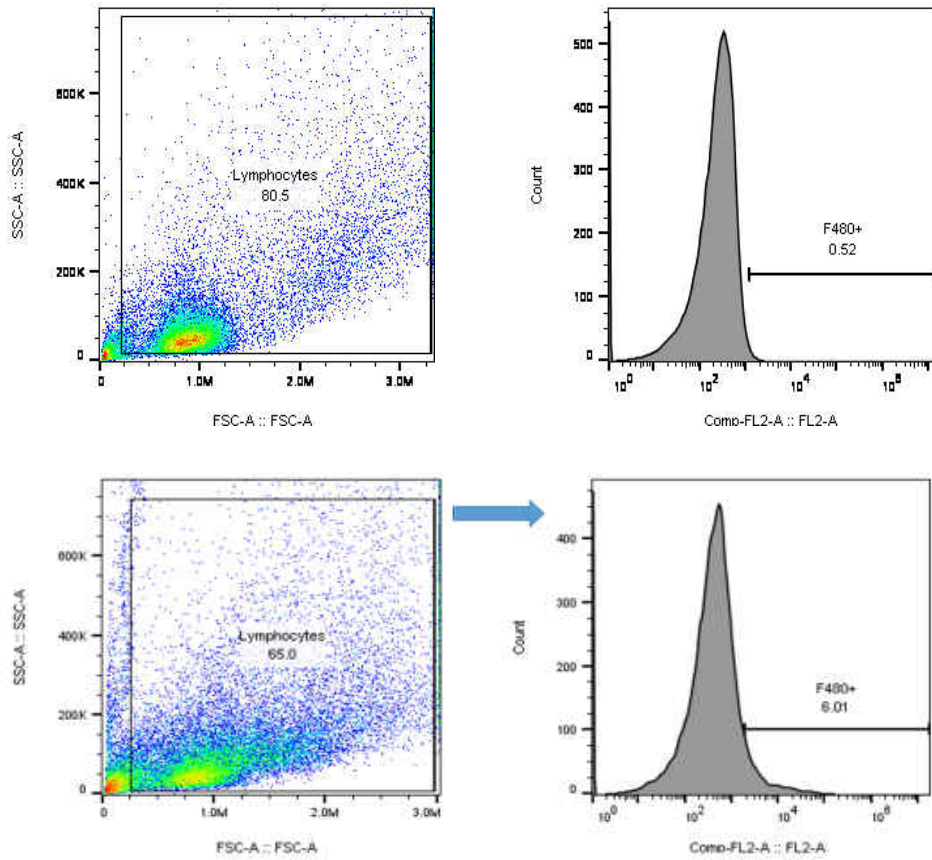 SSC-A :: SSC-A
600K
400K
200K
0
Lymphocytes
80.5
0
1.0M
2.0M
3.0M
FSC-A :: FSC-A
Count
500
400
300
200
100
0
F480+
0.52
10^0
10^2
10^4
10^6
Comp-FL2-A :: FL2-A
SSC-A :: SSC-A
600K
400K
200K
0
Lymphocytes
65.0
0
1.0M
2.0M
3.0M
FSC-A :: FSC-A
Count
400
300
200
100
0
F480+
6.01
10^0
10^2
10^4
10^6
Comp-FL2-A :: FL2-A